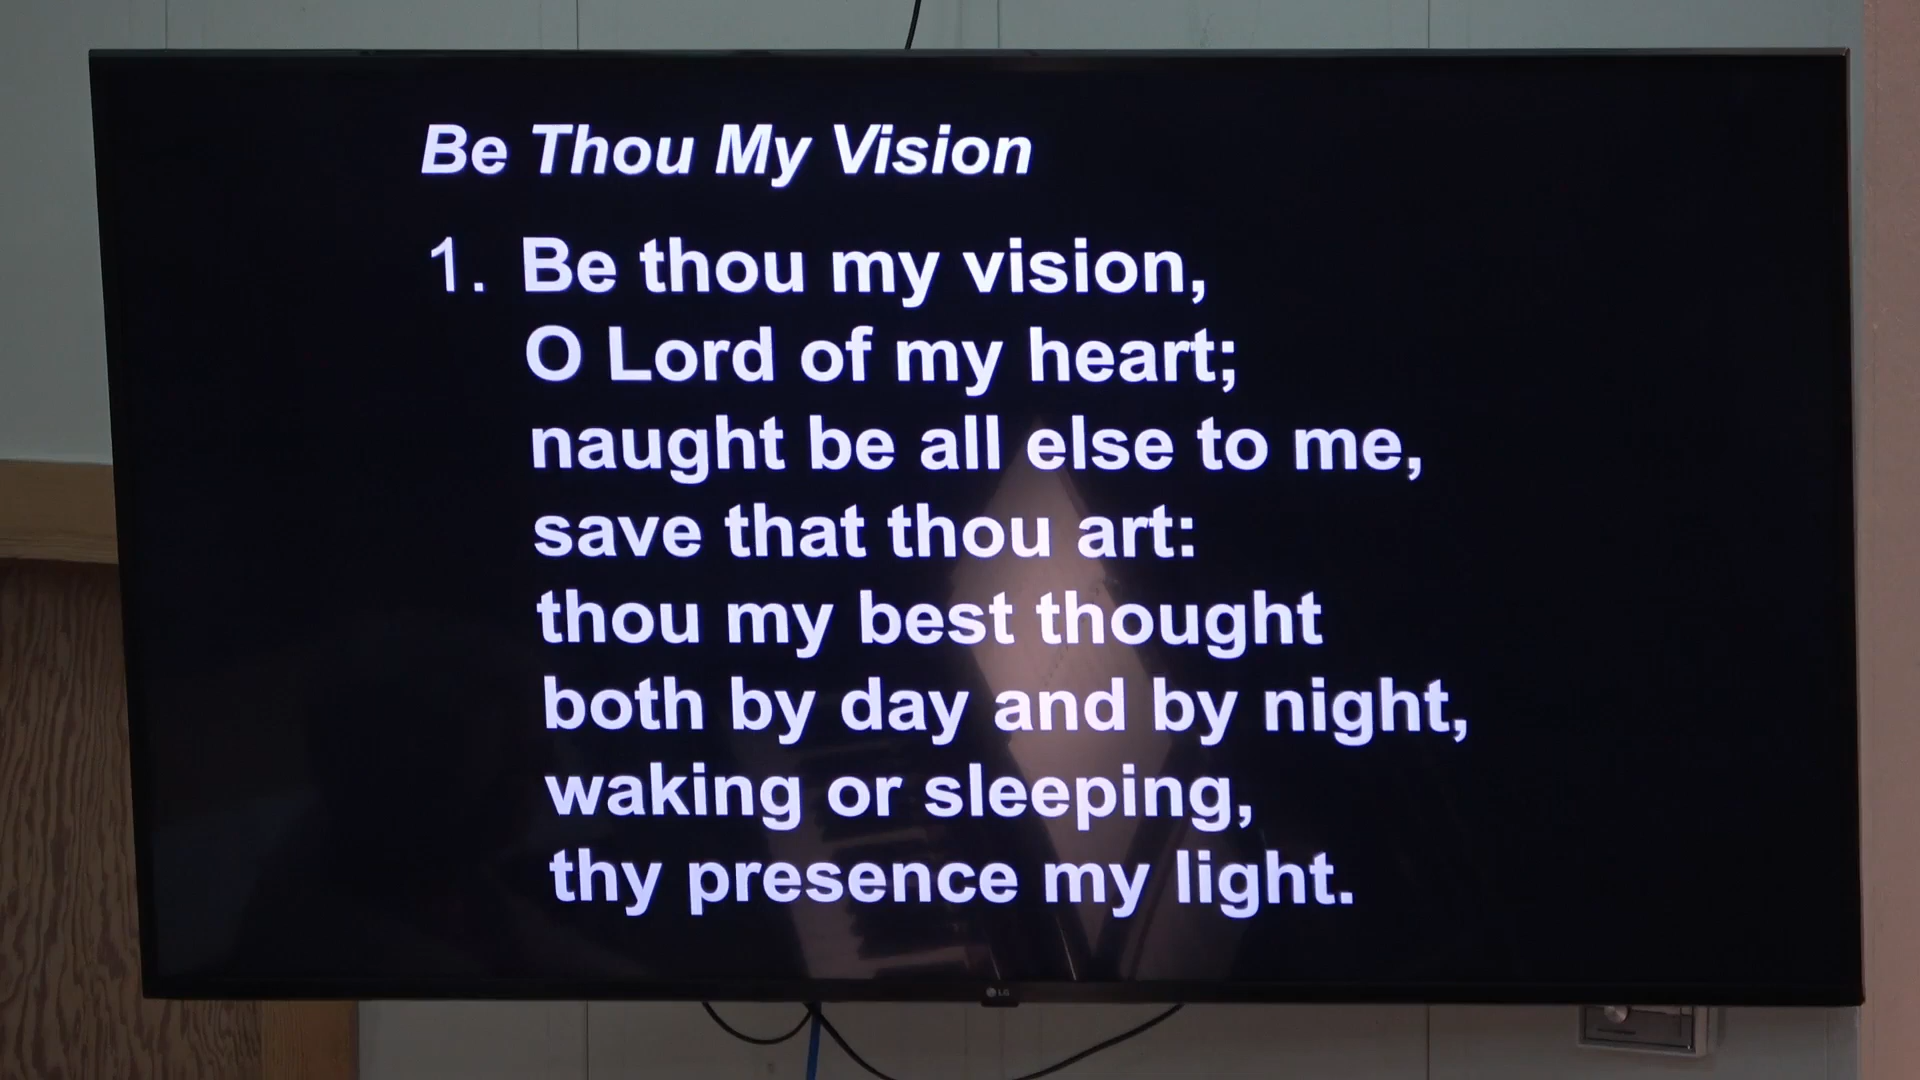 Be Thou My Vision
1. Be thou my vision,
O Lord of my heart;
naught be all else to me,
save that thou art:
thou my best thought
both by day and by night,
waking or sleeping,
thy presence my light.
LG